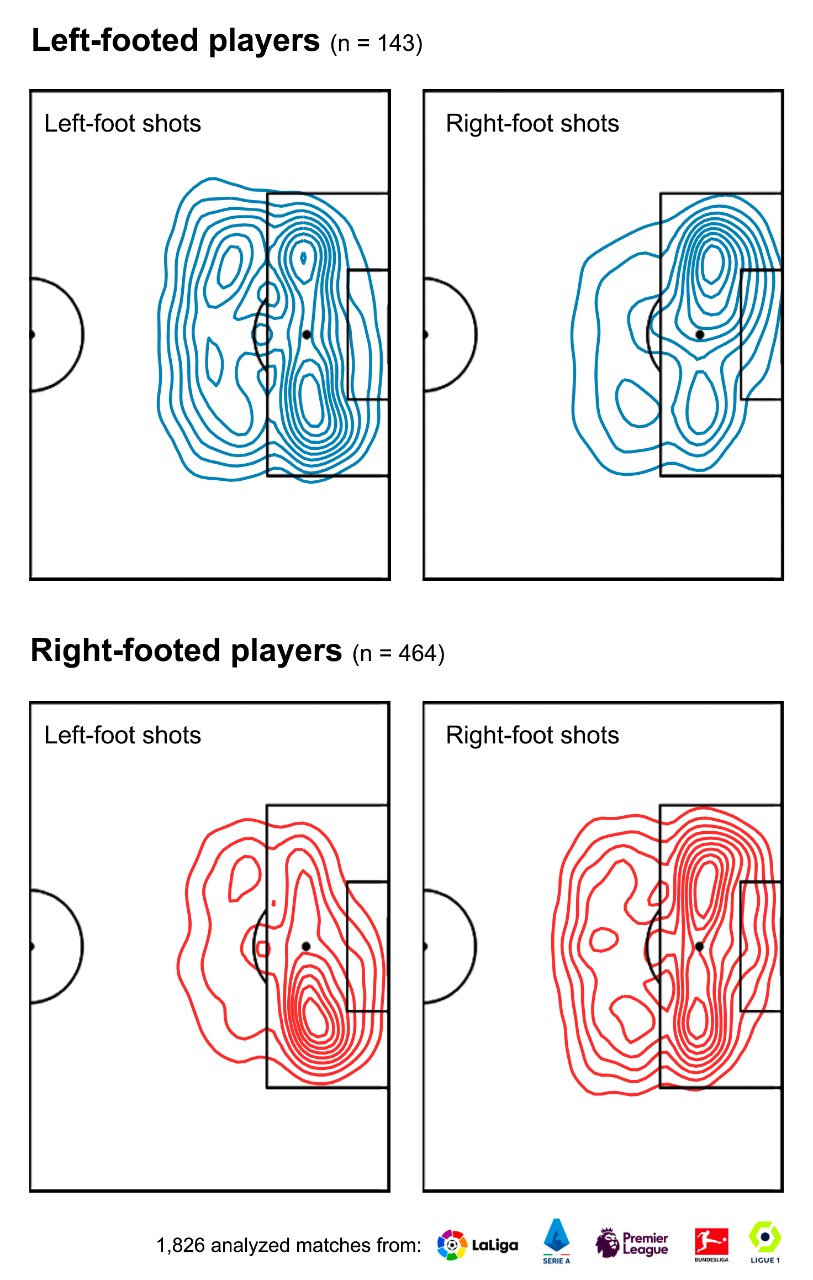 Left-footed players (n = 143)
Left-foot shots
Right-foot shots
Right-footed players (n = 464)
Left-foot shots
Right-foot shots
1,826 analyzed matches from: LaLiga SERIE A Premier League BUNDESLIGA LIGUE 1